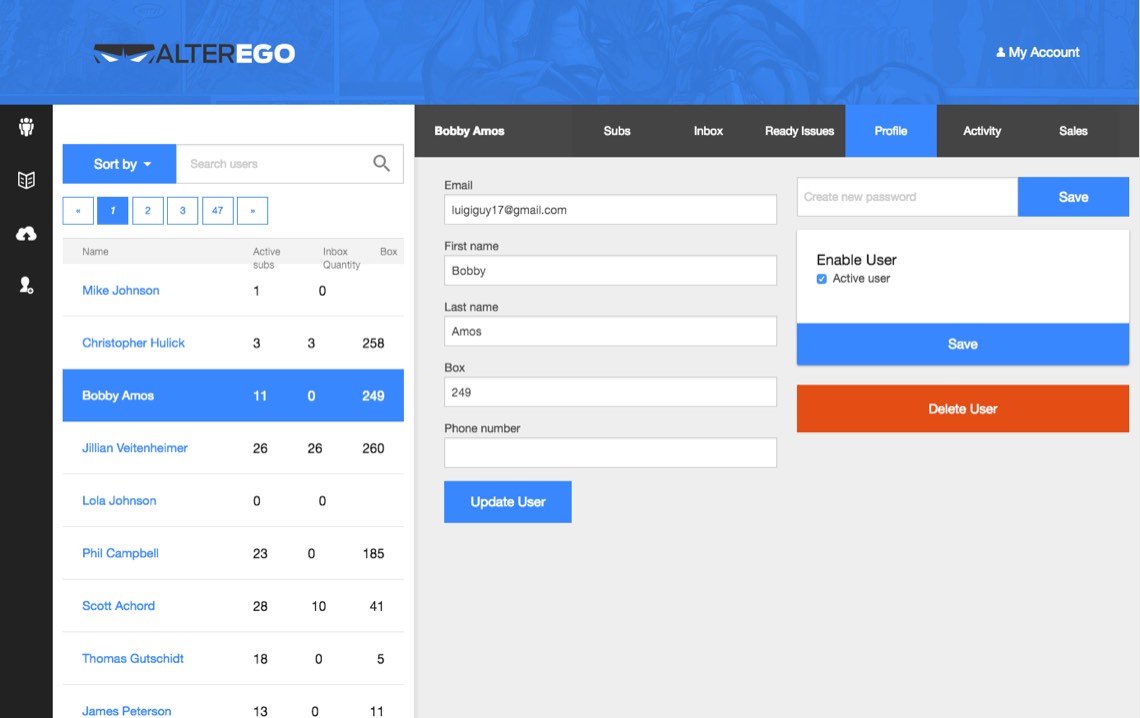 ALTEREGO
My Account
Bobby Amos
Subs
Inbox
Ready Issues
Profile
Activity
Sales
Sort by
Search users
« 1 2 3 47 »
Name Active subs Inbox Quantity Box
Mike Johnson 1 0
Christopher Hulick 3 3 258
Bobby Amos 11 0 249
Jillian Veitenheimer 26 26 260
Lola Johnson 0 0
Phil Campbell 23 0 185
Scott Achord 28 10 41
Thomas Gutschidt 18 0 5
James Peterson 13 0 11
Email
luigiguy17@gmail.com
First name
Bobby
Last name
Amos
Box
249
Phone number
Update User
Create new password
Save
Enable User
Active user
Save
Delete User